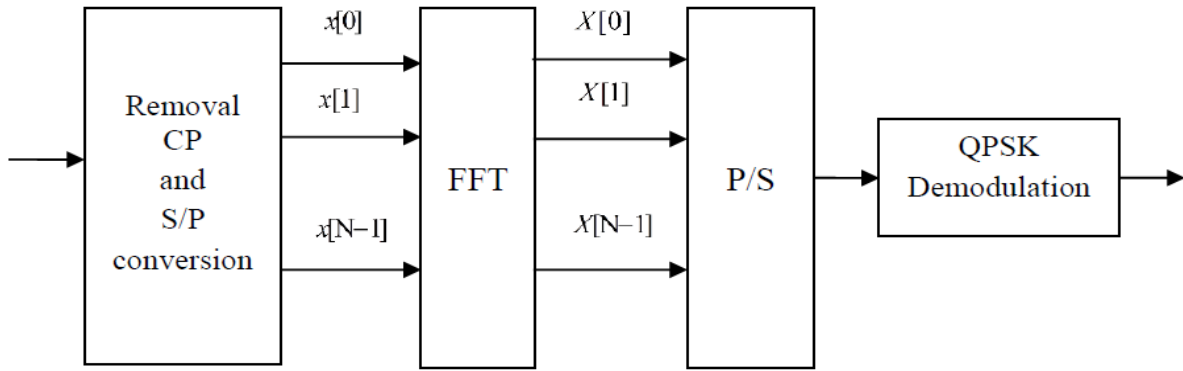 Removal
CP
and
S/P
conversion
x[0]
x[1]
x[N−1]
FFT
X[0]
X[1]
X[N−1]
P/S
QPSK
Demodulation